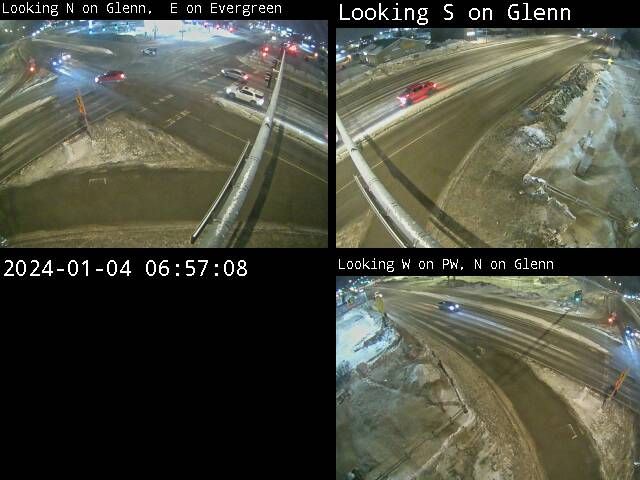 Looking N on Glenn,  E on Evergreen
Looking S on Glenn
2024-01-04 06:57:08
Looking W on PW, N on Glenn